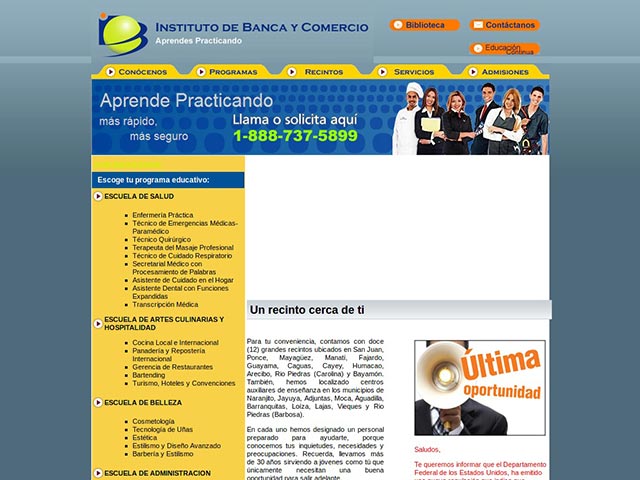 INSTITUTO DE BANCA Y COMERCIO
Aprendes Practicando
Biblioteca
Contáctanos
Educación
Continua
CONÓCENOS
PROGRAMAS
RECINTOS
SERVICIOS
ADMISIONES
Aprende Practicando
más rápido,
más seguro
Llama o solicita aquí
1-888-737-5899
Escoge tu programa educativo:
ESCUELA DE SALUD
Enfermería Práctica
Técnico de Emergencias Médicas-
Paramédico
Técnico Quirúrgico
Terapeuta del Masaje Profesional
Técnico de Cuidado Respiratorio
Secretarial Médico con
Procesamiento de Palabras
Asistente de Cuidado en el Hogar
Asistente Dental con Funciones
Expandidas
Transcripción Médica
ESCUELA DE ARTES CULINARIAS Y
HOSPITALIDAD
Cocina Local e Internacional
Panadería y Repostería
Internacional
Gerencia de Restaurantes
Bartending
Turismo, Hoteles y Convenciones
ESCUELA DE BELLEZA
Cosmetología
Tecnología de Uñas
Estética
Estilismo y Diseño Avanzado
Barbería y Estilismo
ESCUELA DE ADMINISTRACION
Un recinto cerca de ti
Para tu conveniencia, contamos con doce
(12) grandes recintos ubicados en San Juan,
Ponce, Mayagüez, Manatí, Fajardo,
Guayama, Caguas, Cayey, Humacao,
Arecibo, Rio Piedras (Carolina) y Bayamón.
También, hemos localizado centros
auxiliares de enseñanza en los municipios de
Naranjito, Jayuya, Adjuntas, Moca, Aguadilla,
Barranquitas, Loiza, Lajas, Vieques y Rio
Piedras (Barbosa).
En cada uno hemos designado un personal
preparado para ayudarte, porque
conocemos tus inquietudes, necesidades y
preocupaciones. Recuerda, llevamos más
de 30 años sirviendo a jóvenes como tú que
únicamente necesitan una buena
oportunidad para salir adelante.
Última
oportunidad
Saludos,
Te queremos informar que el Departamento
Federal de los Estados Unidos, ha emitido